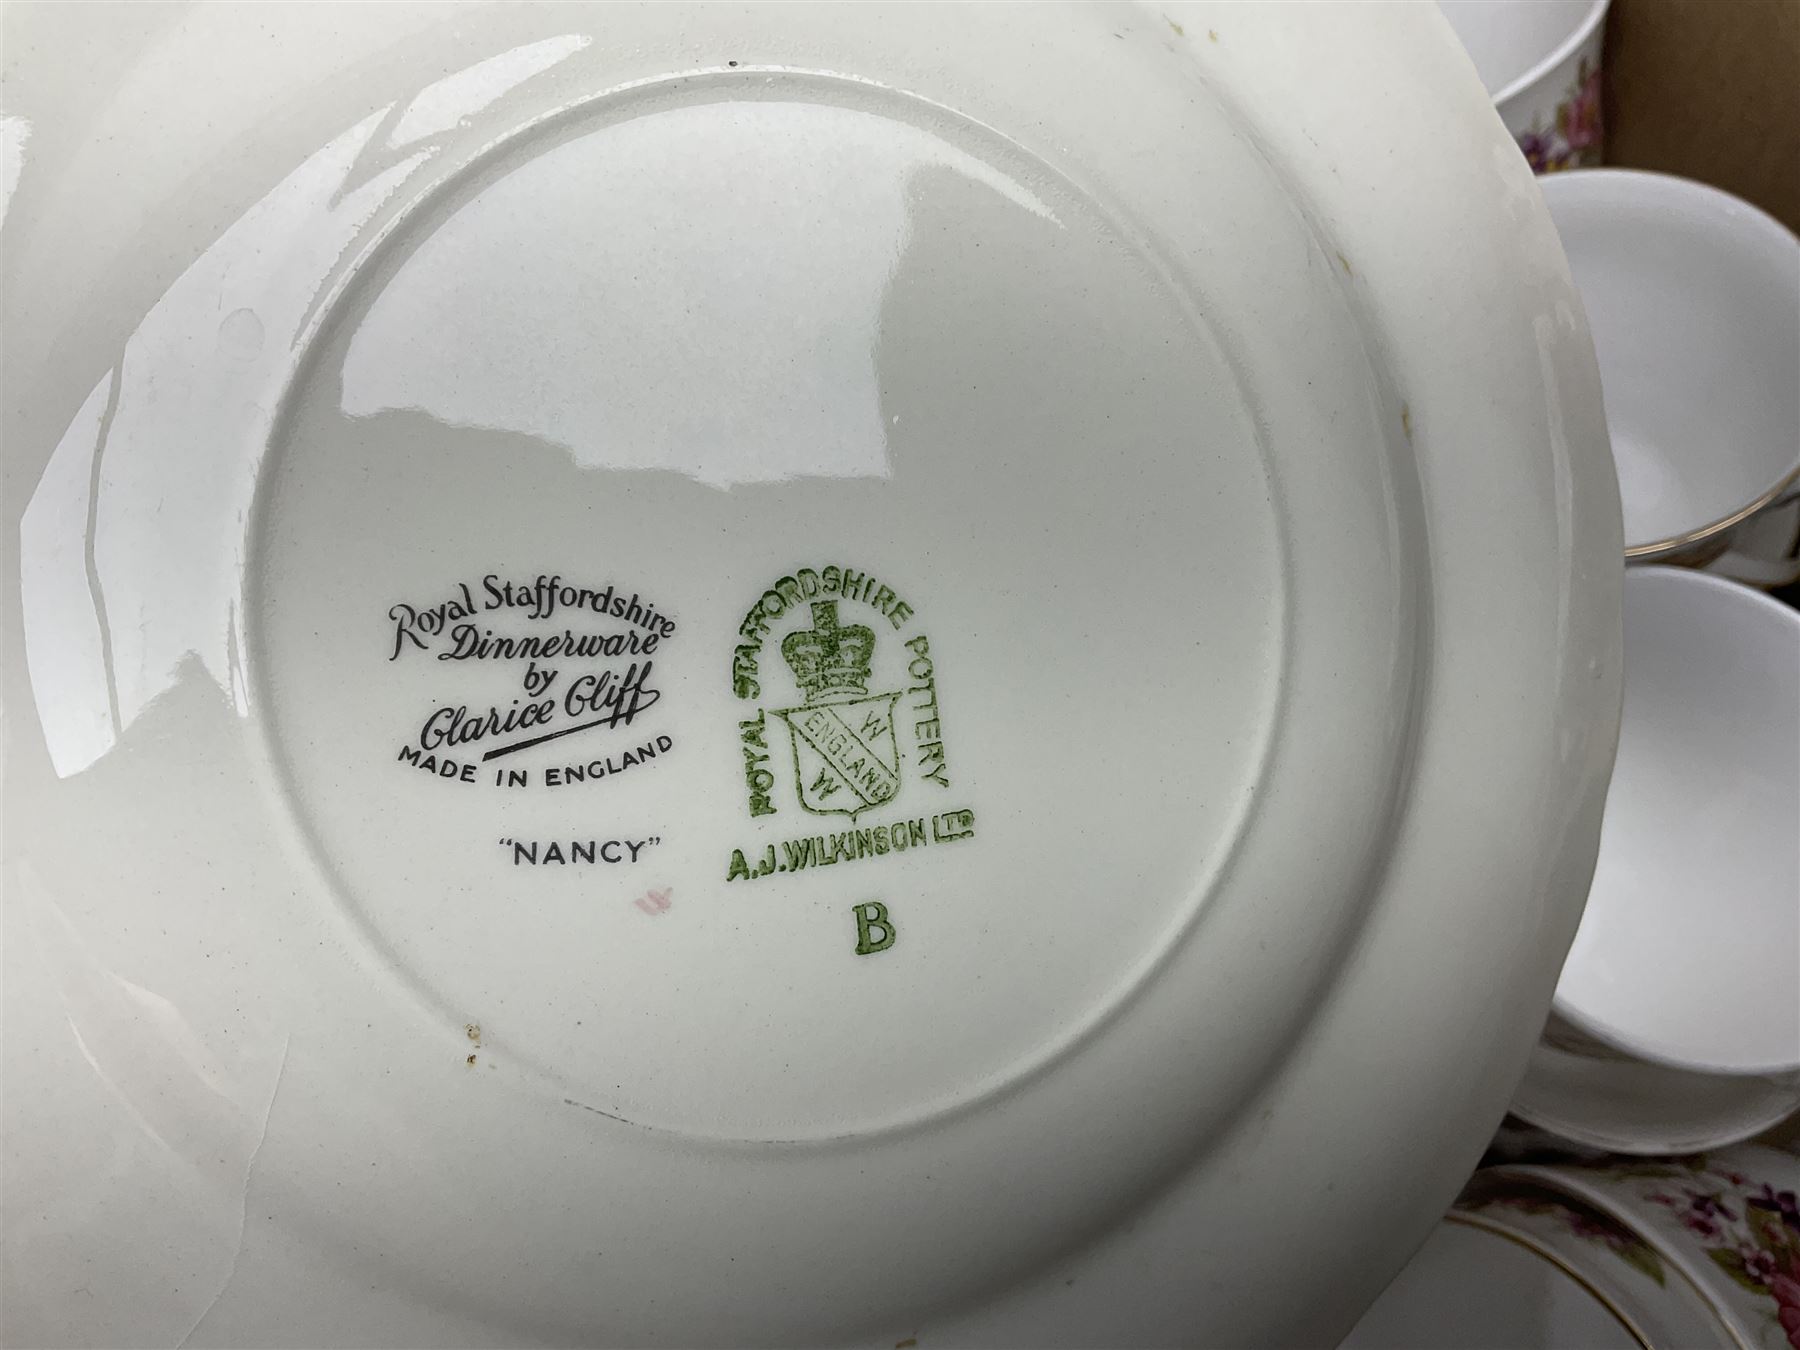 Royal Staffordshire
Dinnerware
by
Clarice Cliff
MADE IN ENGLAND
"NANCY"
ROYAL STAFFORDSHIRE POTTERY
W
ENGLAND
W
A.J.WILKINSON LTD
B